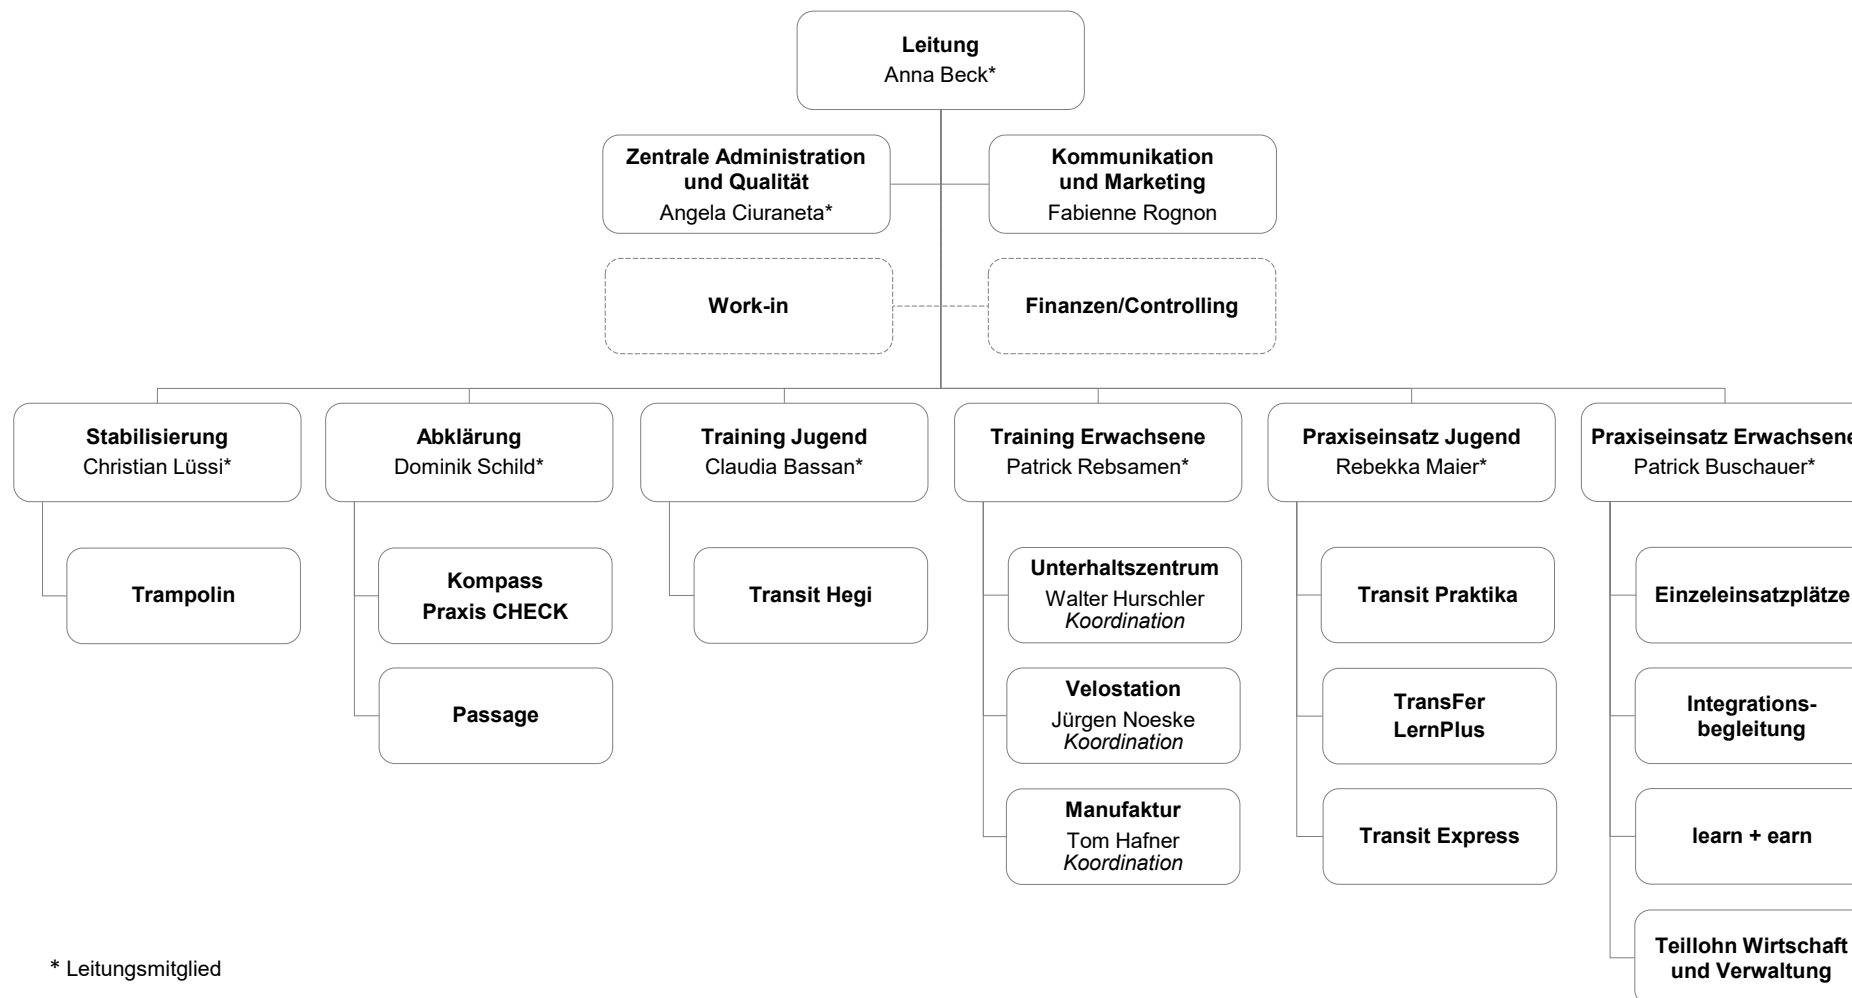 Leitung
Anna Beck*
Zentrale Administration
und Qualität
Angela Ciuraneta*
Kommunikation
und Marketing
Fabienne Rognon
Work-in
Finanzen/Controlling
Stabilisierung
Christian Lüssi*
Abklärung
Dominik Schild*
Training Jugend
Claudia Bassan*
Training Erwachsene
Patrick Rebsamen*
Praxiseinsatz Jugend
Rebekka Maier*
Praxiseinsatz Erwachsene
Patrick Buschauer*
Trampolin
Kompass
Praxis CHECK
Passage
Transit Hegi
Unterhaltszentrum
Walter Hurschler
Koordination
Velostation
Jürgen Noeske
Koordination
Manufaktur
Tom Hafner
Koordination
Transit Praktika
TransFer
LernPlus
Transit Express
Einzeleinsatzplätze
Integrations-
begleitung
learn + earn
Teillohn Wirtschaft
und Verwaltung
* Leitungsmitglied